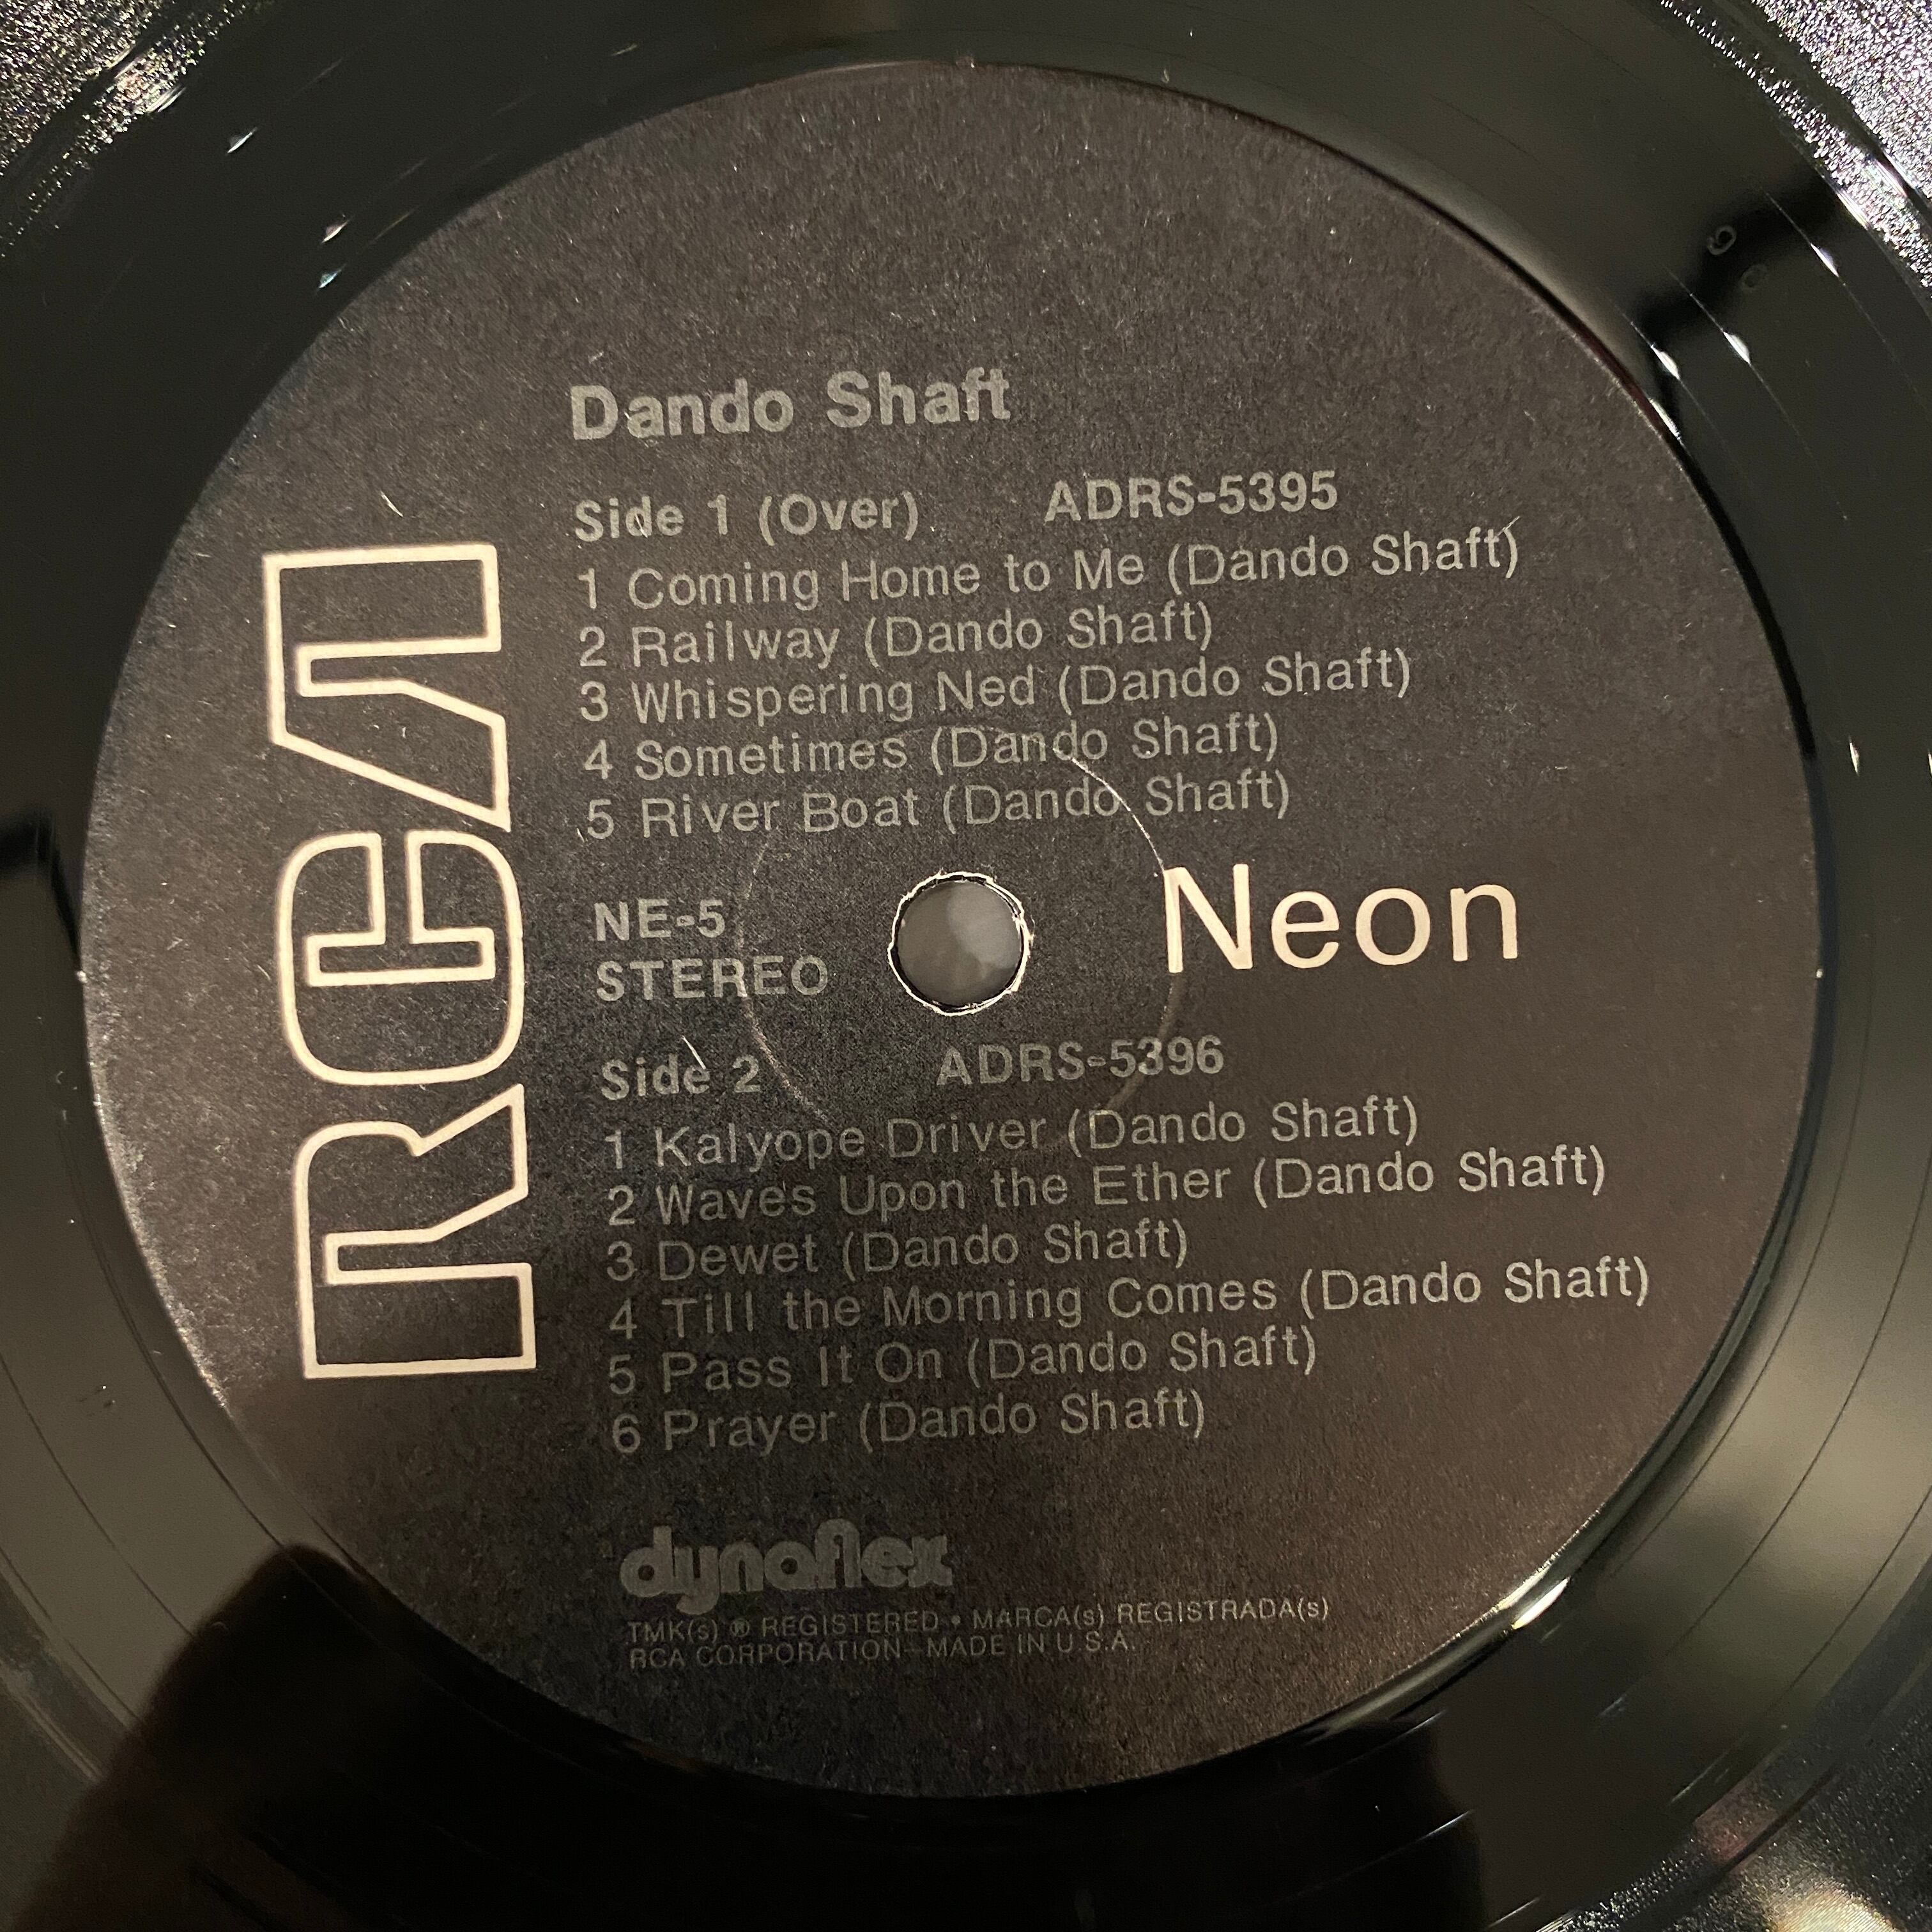 Dando Shaft
Side 1 (Over) ADRS-5395
1 Coming Home to Me (Dando Shaft)
2 Railway (Dando Shaft)
3 Whispering Ned (Dando Shaft)
4 Sometimes (Dando Shaft)
5 River Boat (Dando Shaft)
RCA
NE-5
STEREO
Neon
Side 2 ADRS-5396
1 Kalyope Driver (Dando Shaft)
2 Waves Upon the Ether (Dando Shaft)
3 Dewet (Dando Shaft)
4 Till the Morning Comes (Dando Shaft)
5 Pass It On (Dando Shaft)
6 Prayer (Dando Shaft)
dynaflex
TMK(s) ® REGISTERED • MARCA(s) REGISTRADA(s)
RCA CORPORATION—MADE IN U.S.A.